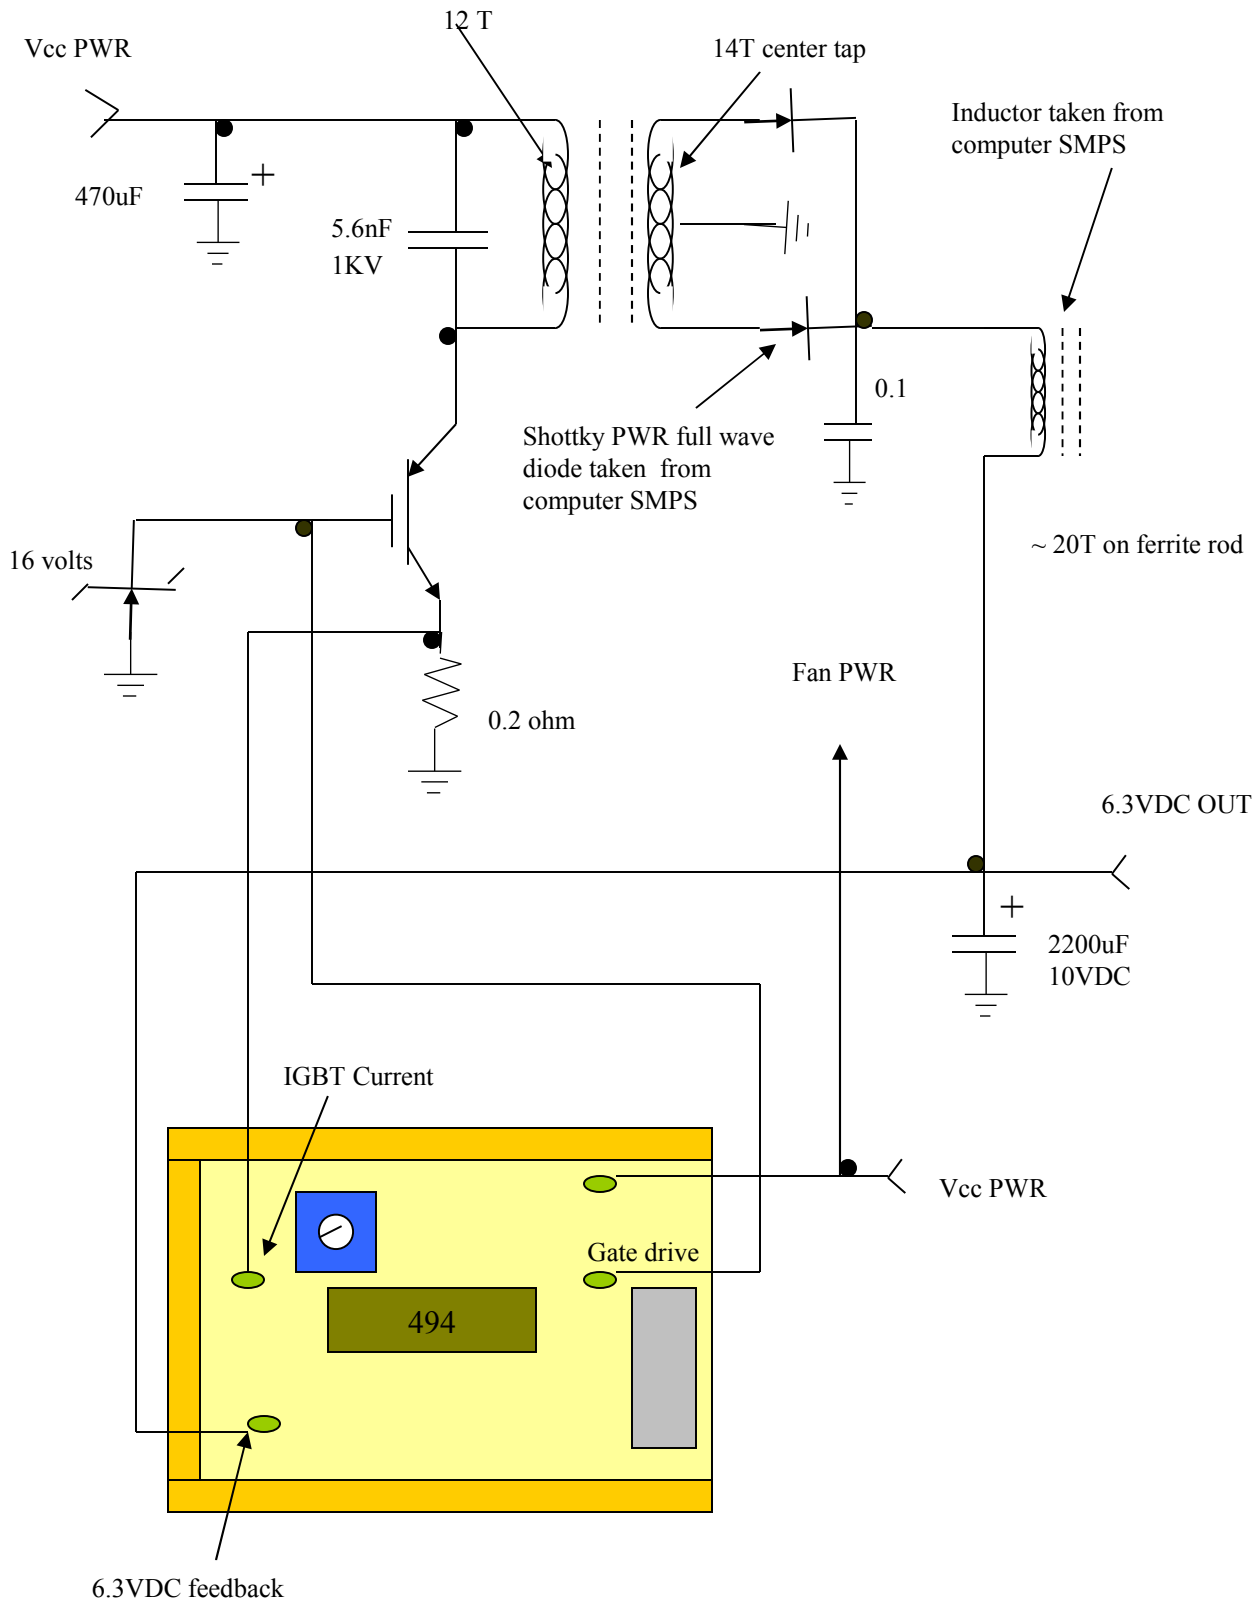 12 T
Vcc PWR
14T center tap
Inductor taken from
computer SMPS
470uF
+
5.6nF
1KV
0.1
Shottky PWR full wave
diode taken from
computer SMPS
16 volts
~ 20T on ferrite rod
Fan PWR
0.2 ohm
6.3VDC OUT
+
2200uF
10VDC
IGBT Current
Vcc PWR
Gate drive
494
6.3VDC feedback